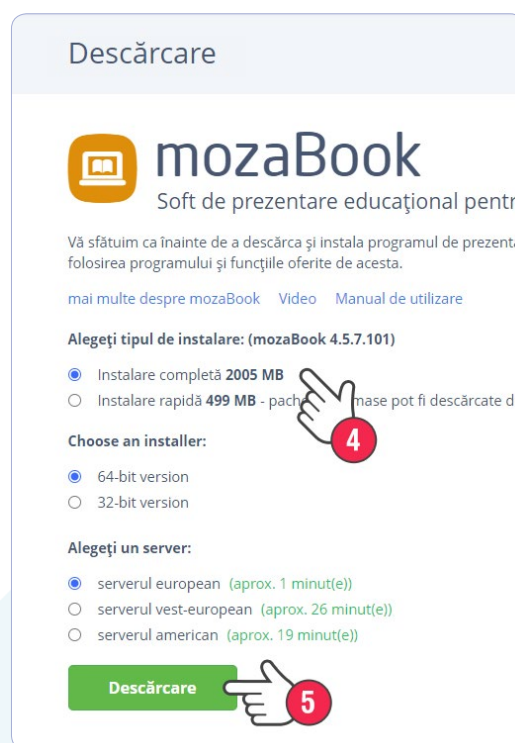 Descărcare
mozaBook
Soft de prezentare educaţional pentr
Vă sfătuim ca înainte de a descărca şi instala programul de prezenta
folosirea programului şi funcţiile oferite de acesta.
mai multe despre mozaBook Video Manual de utilizare
Alegeţi tipul de instalare: (mozaBook 4.5.7.101)
Instalare completă 2005 MB
Instalare rapidă 499 MB - pach mase pot fi descărcate d
4
Choose an installer:
64-bit version
32-bit version
Alegeţi un server:
serverul european (aprox. 1 minut(e))
serverul vest-european (aprox. 26 minut(e))
serverul american (aprox. 19 minut(e))
Descărcare
5